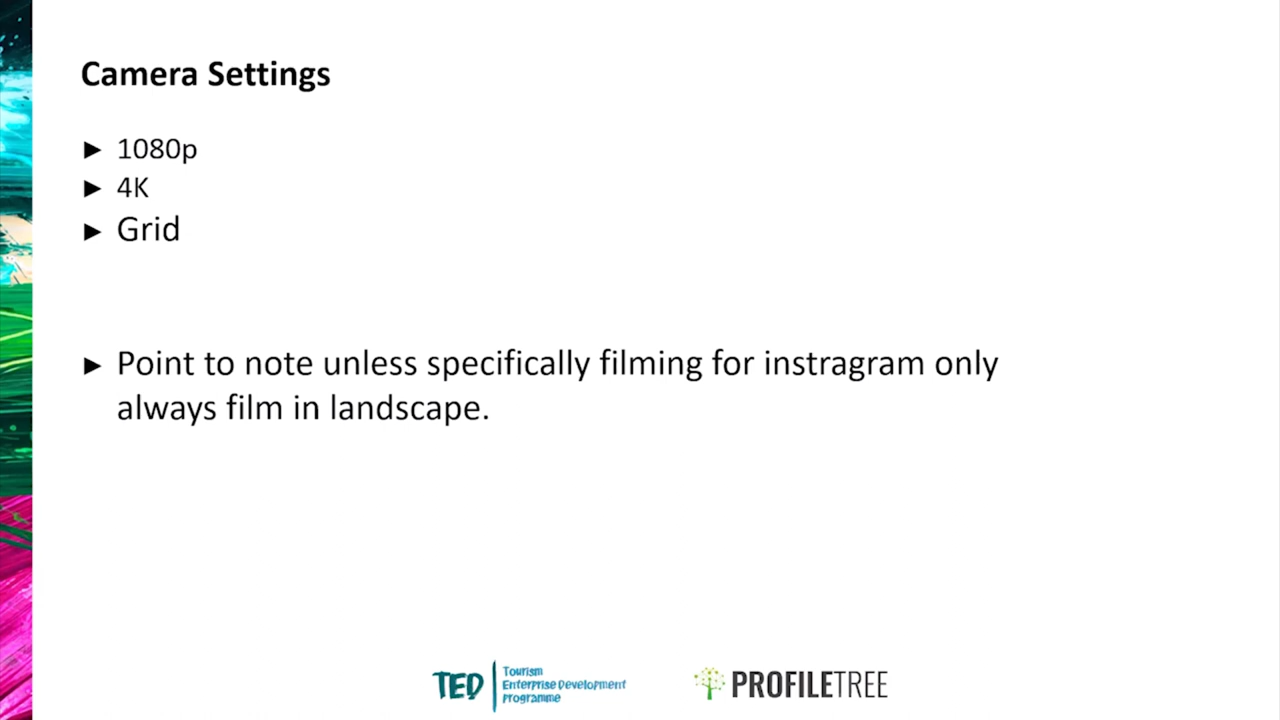 Camera Settings
► 1080p
► 4K
► Grid
► Point to note unless specifically filming for instragram only
always film in landscape.
TED
Tourism
Enterprise Development
Programme
PROFILETREE